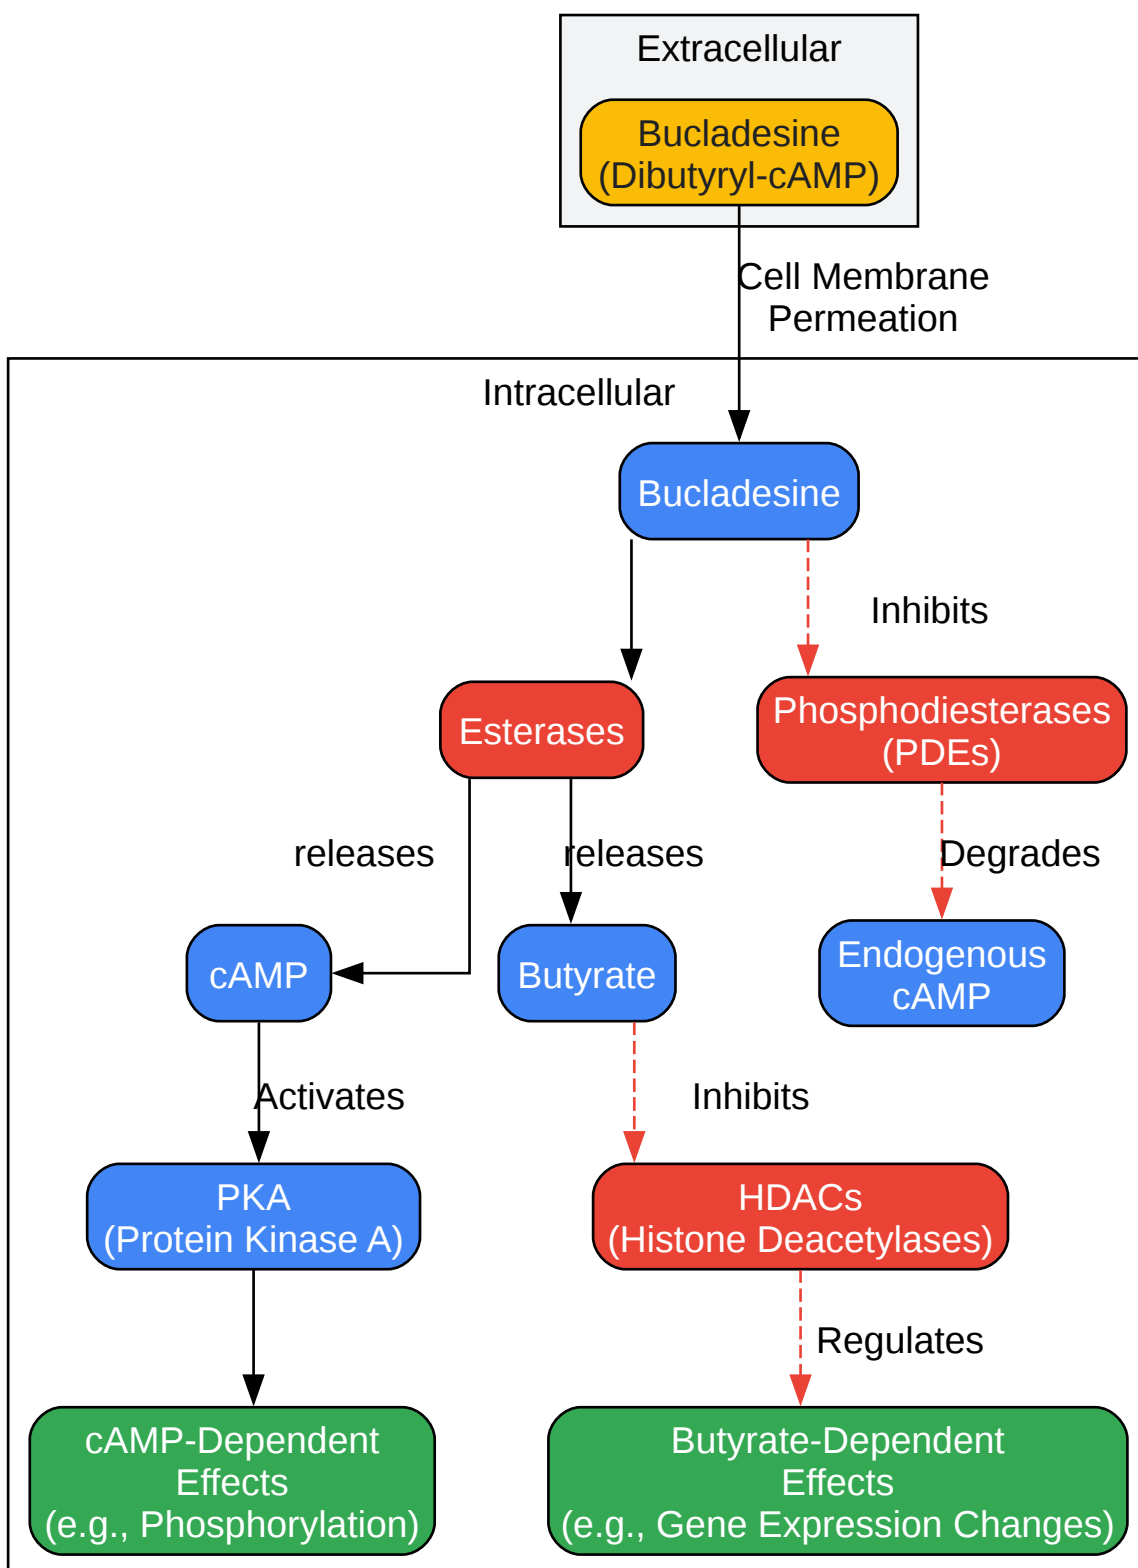 Extracellular
Bucladesine
(Dibutyryl-cAMP)
Cell Membrane
Permeation
Intracellular
Bucladesine
Inhibits
Esterases
Phosphodiesterases
(PDEs)
releases
releases
Degrades
cAMP
Butyrate
Endogenous
cAMP
Activates
Inhibits
PKA
(Protein Kinase A)
HDACs
(Histone Deacetylases)
Regulates
cAMP-Dependent
Effects
(e.g., Phosphorylation)
Butyrate-Dependent
Effects
(e.g., Gene Expression Changes)